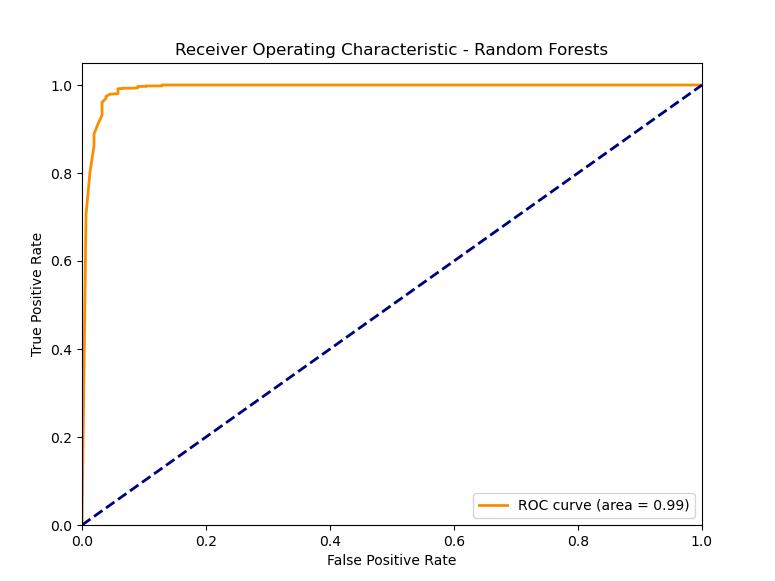 Receiver Operating Characteristic - Random Forests
1.0
0.8
0.6
0.4
0.2
0.0
True Positive Rate
ROC curve (area = 0.99)
0.0 0.2 0.4 0.6 0.8 1.0
False Positive Rate